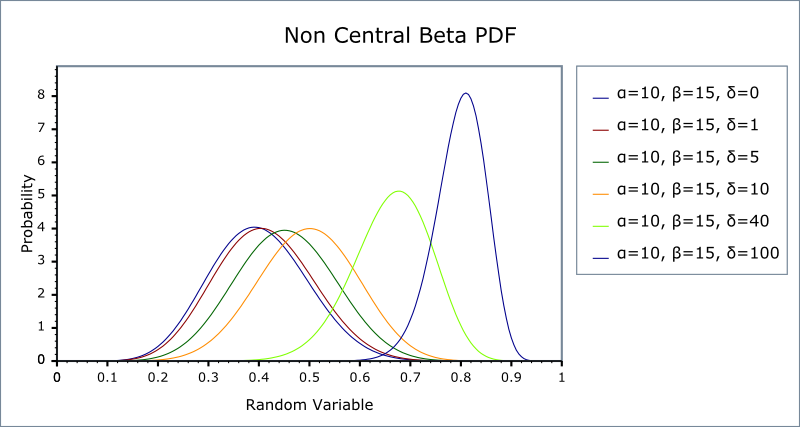 Non Central Beta PDF
Probability
8
7
6
5
4
3
2
1
0
0 0.1 0.2 0.3 0.4 0.5 0.6 0.7 0.8 0.9 1
Random Variable
α=10, β=15, δ=0
α=10, β=15, δ=1
α=10, β=15, δ=5
α=10, β=15, δ=10
α=10, β=15, δ=40
α=10, β=15, δ=100